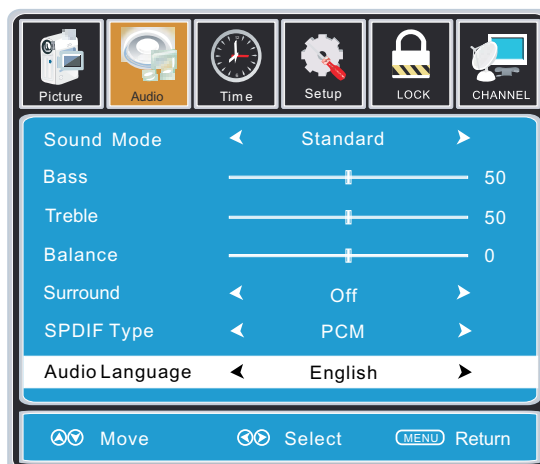 Picture Audio Time Setup LOCK CHANNEL
Sound Mode Standard
Bass 50
Treble 50
Balance 0
Surround Off
SPDIF Type PCM
Audio Language English
Move Select MENU Return